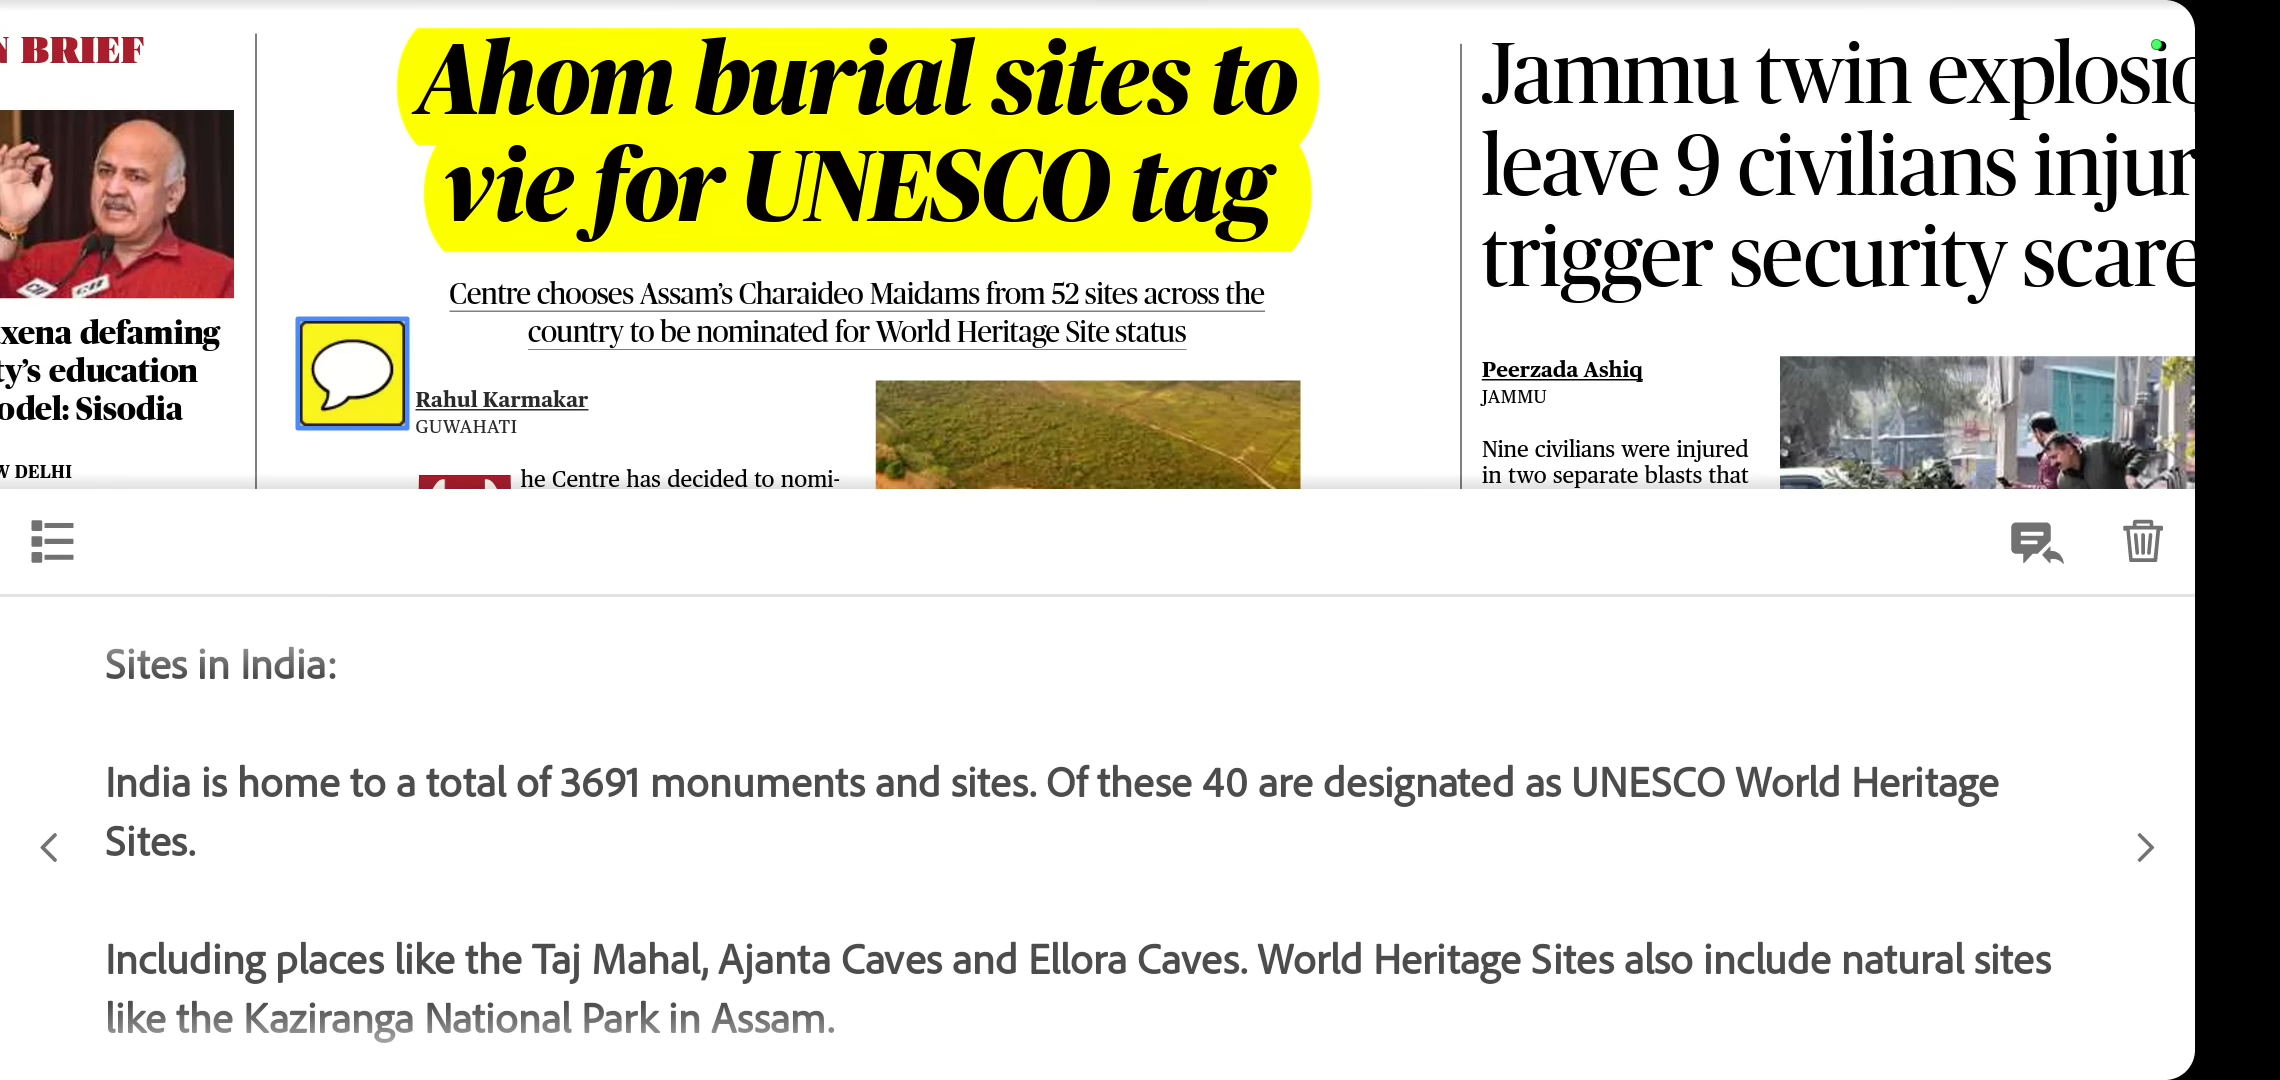 N BRIEF
xena defaming
ty's education
odel: Sisodia
W DELHI
Ahom burial sites to
vie for UNESCO tag
Centre chooses Assam's Charaideo Maidams from 52 sites across the
country to be nominated for World Heritage Site status
Rahul Karmakar
GUWAHATI
he Centre has decided to nomi-
Jammu twin explosio
leave 9 civilians injur
trigger security scare
Peerzada Ashiq
JAMMU
Nine civilians were injured
in two separate blasts that
Sites in India:
India is home to a total of 3691 monuments and sites. Of these 40 are designated as UNESCO World Heritage
Sites.
Including places like the Taj Mahal, Ajanta Caves and Ellora Caves. World Heritage Sites also include natural sites
like the Kaziranga National Park in Assam.